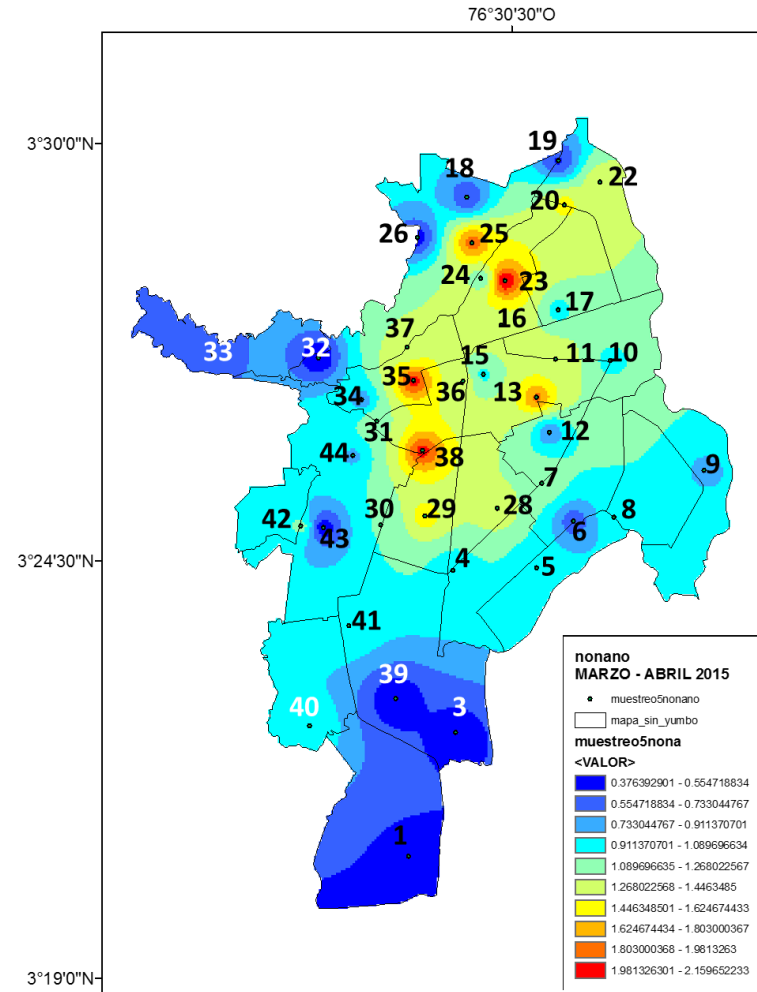 76°30'30"O
3°30'0"N
19
18
22
20
26
25
24
23
17
16
37
33
32
15
11
10
35
36
13
34
31
12
44
38
9
7
42
43
30
29
28
6
8
3°24'30"N
4
5
41
39
3
40
1
3°19'0"N
nonano
MARZO - ABRIL 2015
muestreo5nonano
mapa_sin_yumbo
muestreo5nona
<VALOR>
0.376392901 - 0.554718834
0.554718834 - 0.733044767
0.733044767 - 0.911370701
0.911370701 - 1.089696634
1.089696635 - 1.268022567
1.268022568 - 1.4463485
1.446348501 - 1.624674433
1.624674434 - 1.803000367
1.803000368 - 1.9813263
1.981326301 - 2.159652233